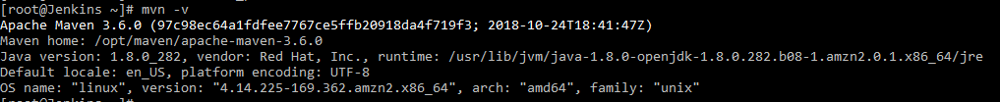 [root@Jenkins ~]# mvn -v
Apache Maven 3.6.0 (97c98ec64a1fdfee7767ce5ffb20918da4f719f3; 2018-10-24T18:41:47Z)
Maven home: /opt/maven/apache-maven-3.6.0
Java version: 1.8.0_282, vendor: Red Hat, Inc., runtime: /usr/lib/jvm/java-1.8.0-openjdk-1.8.0.282.b08-1.amzn2.0.1.x86_64/jre
Default locale: en_US, platform encoding: UTF-8
OS name: "linux", version: "4.14.225-169.362.amzn2.x86_64", arch: "amd64", family: "unix"